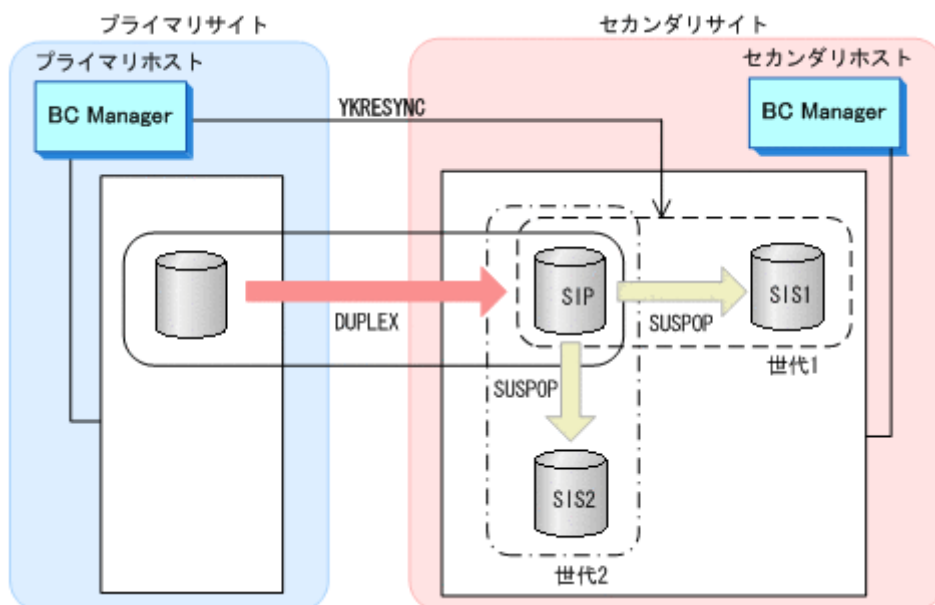 プライマリサイト
セカンダリサイト
プライマリホスト
セカンダリホスト
BC Manager
YKRESYNC
BC Manager
SIP
SIS1
DUPLEX
SUSPOP
世代1
SUSPOP
SIS2
世代2